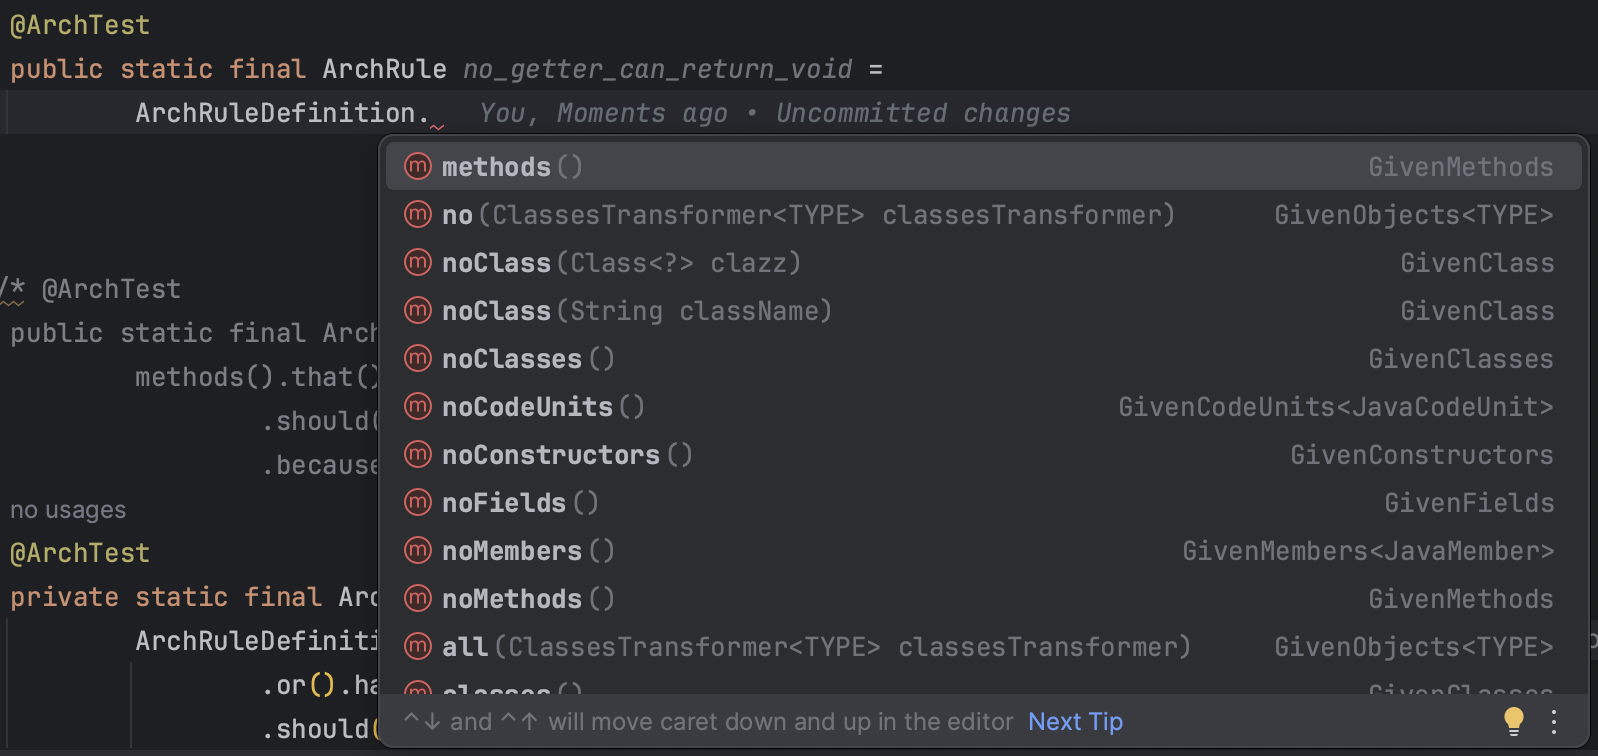 @ArchTest
public static final ArchRule no_getter_can_return_void =
ArchRuleDefinition. You, Moments ago • Uncommitted changes
methods() GivenMethods
no(ClassesTransformer<TYPE> classesTransformer) GivenObjects<TYPE>
noClass(Class<?> clazz) GivenClass
/* @ArchTest
noClass(String className) GivenClass
public static final Arch
noClasses() GivenClasses
methods().that()
noCodeUnits() GivenCodeUnits<JavaCodeUnit>
.should(
noConstructors() GivenConstructors
.because
noFields() GivenFields
no usages
noMembers() GivenMembers<JavaMember>
@ArchTest
noMethods() GivenMethods
private static final Arc
all(ClassesTransformer<TYPE> classesTransformer) GivenObjects<TYPE>
ArchRuleDefiniti
classes() GivenClasses
.or().ha
^↓ and ^↑ will move caret down and up in the editor Next Tip
.should(